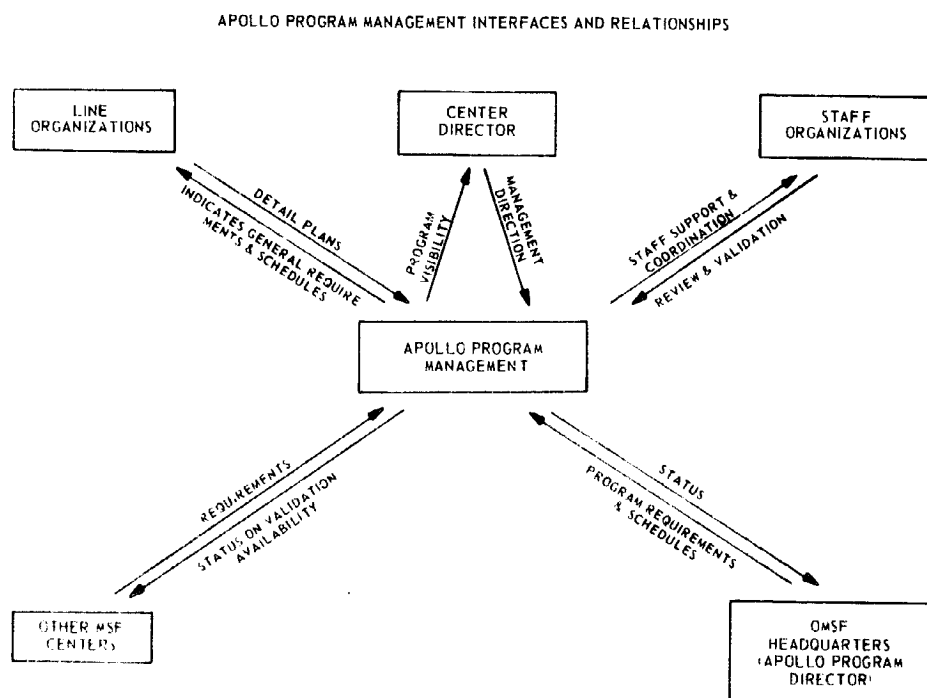 APOLLO PROGRAM MANAGEMENT INTERFACES AND RELATIONSHIPS
LINE
ORGANIZATIONS
CENTER
DIRECTOR
STAFF
ORGANIZATIONS
DETAIL PLANS
INDICATES GENERAL REQUIRE
MENTS & SCHEDULES
PROGRAM
VISIBILITY
MANAGEMENT
DIRECTION
STAFF SUPPORT &
COORDINATION
REVIEW & VALIDATION
APOLLO PROGRAM
MANAGEMENT
REQUIREMENTS
STATUS ON VALIDATION
AVAILABILITY
STATUS
PROGRAM REQUIREMENTS
& SCHEDULES
OTHER MSF
CENTERS
OMSF
HEADQUARTERS
(APOLLO PROGRAM
DIRECTOR)